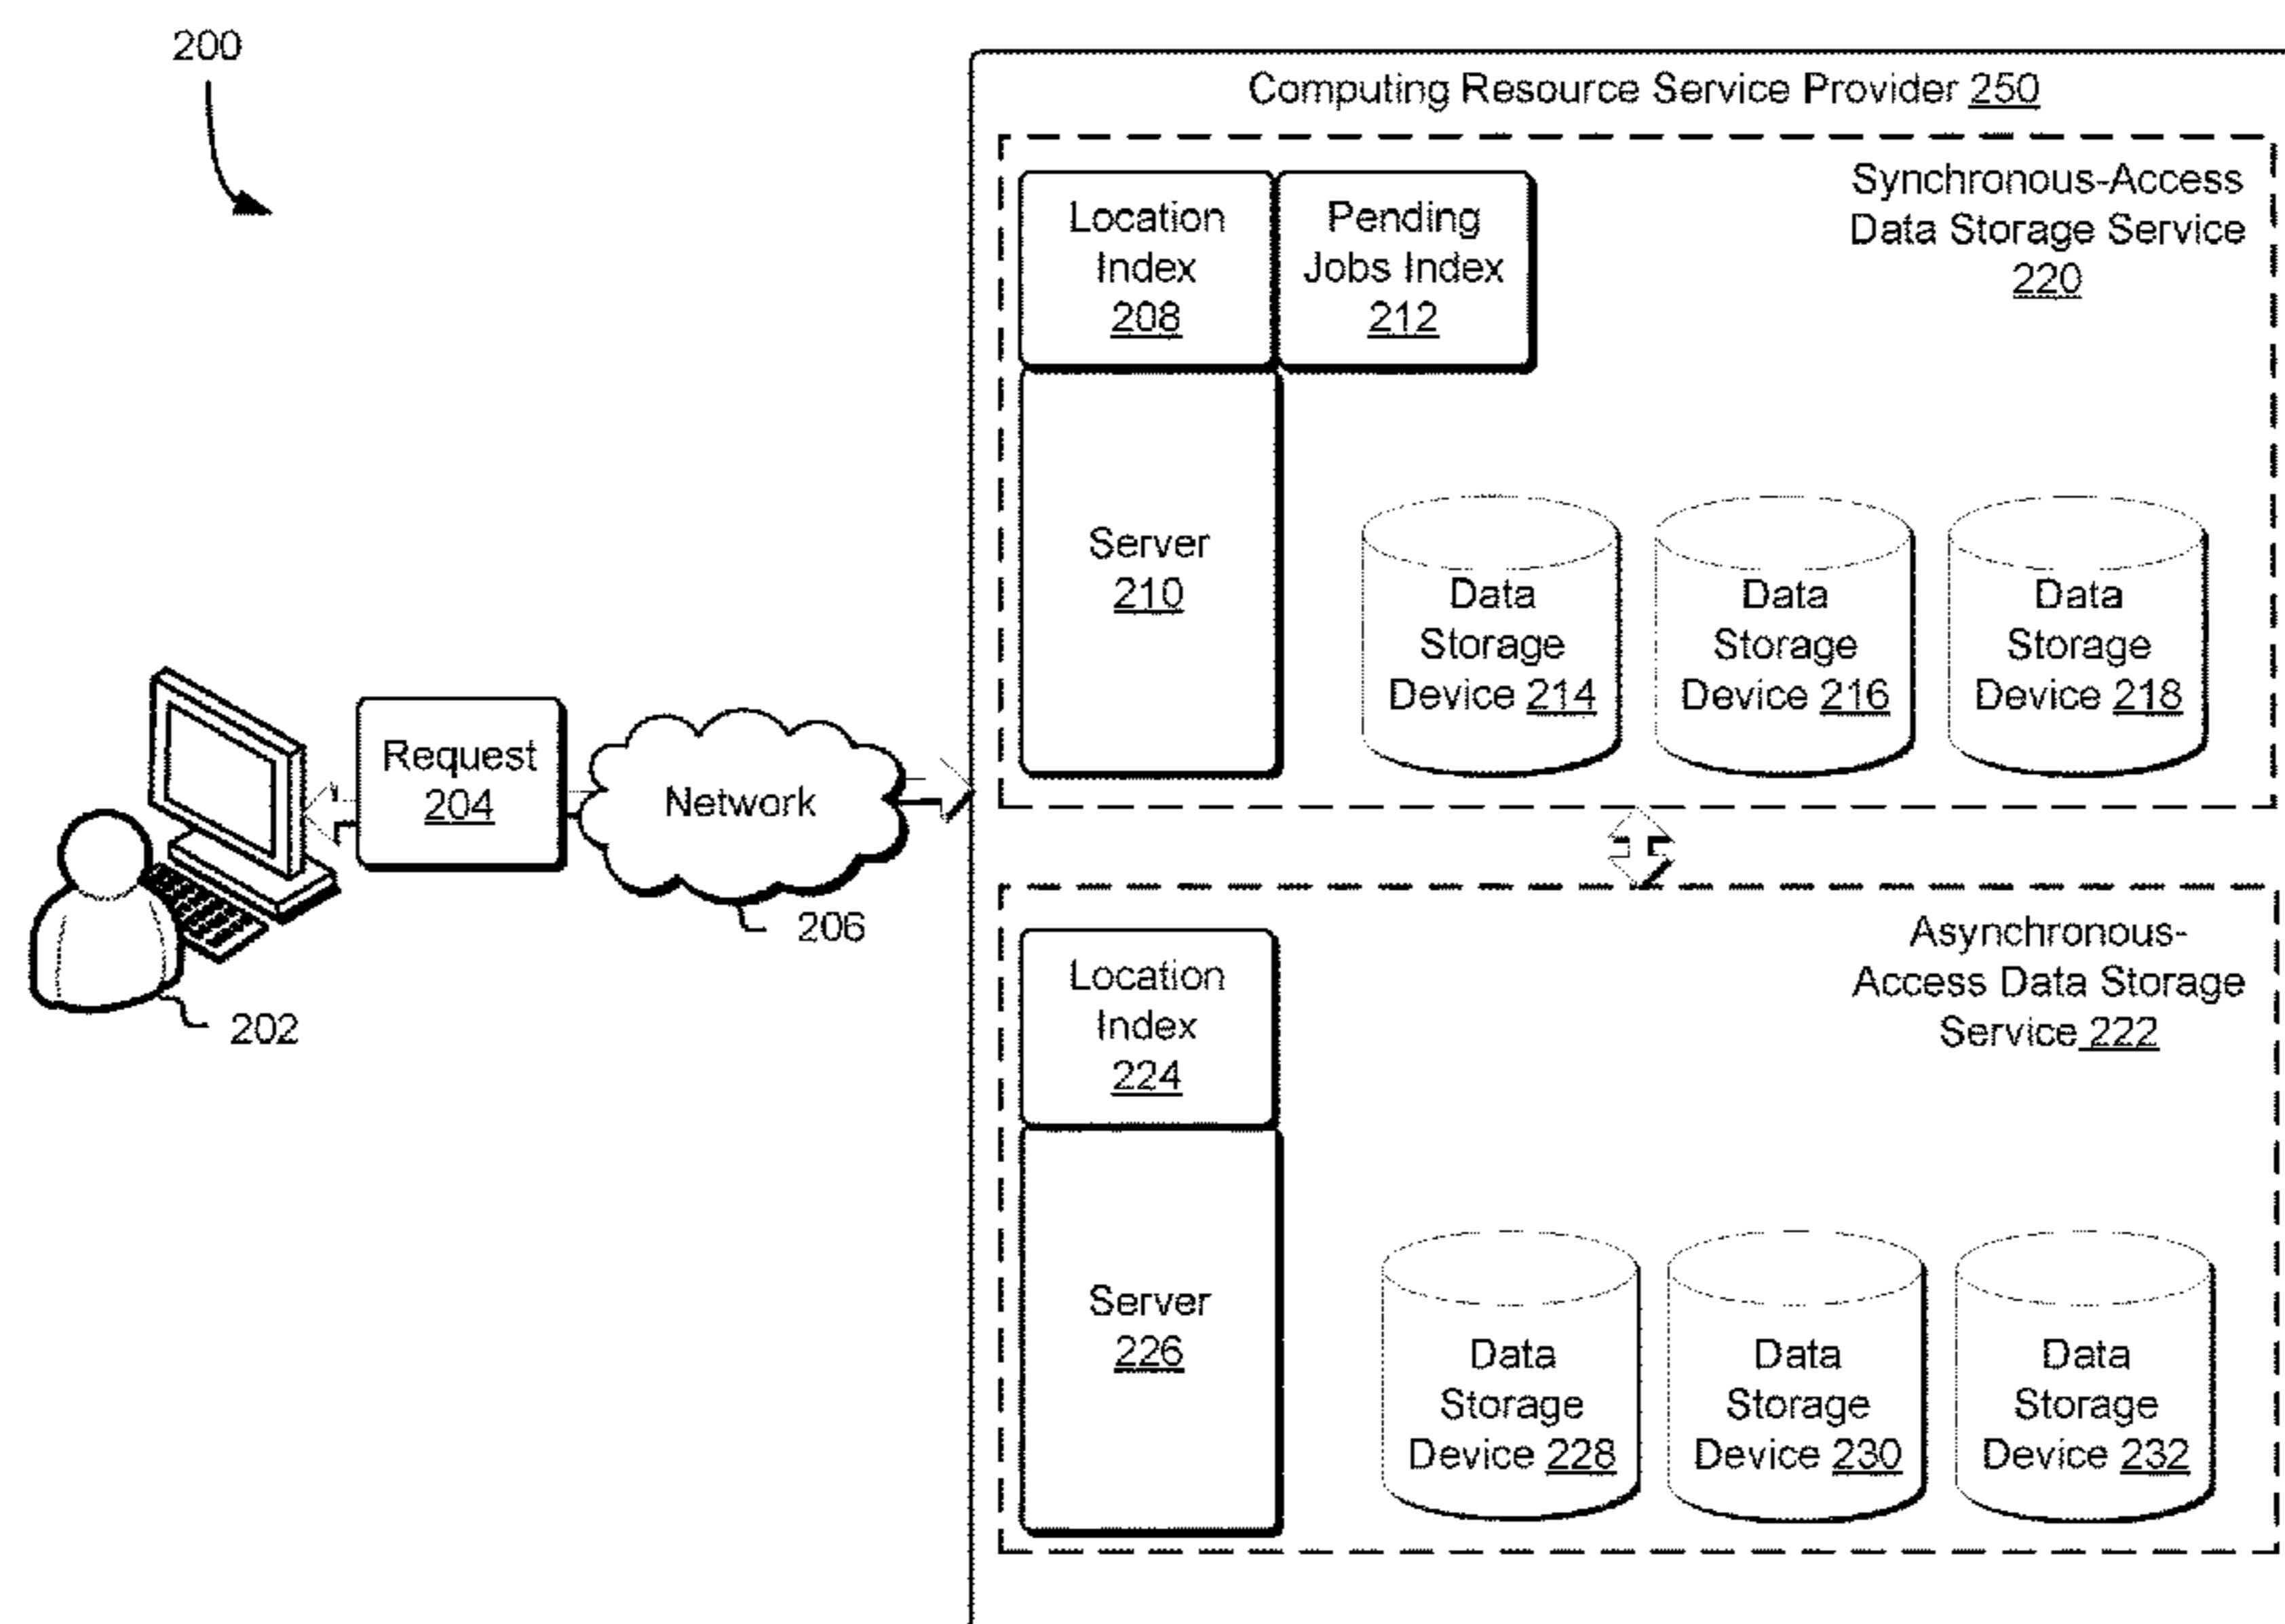 200
Computing Resource Service Provider 250
Synchronous-Access
Data Storage Service
220
Location
Index
208
Pending
Jobs Index
212
Server
210
Data
Storage
Device 214
Data
Storage
Device 216
Data
Storage
Device 218
Request
204
Network
206
202
Asynchronous-
Access Data Storage
Service 222
Location
Index
224
Server
226
Data
Storage
Device 228
Data
Storage
Device 230
Data
Storage
Device 232